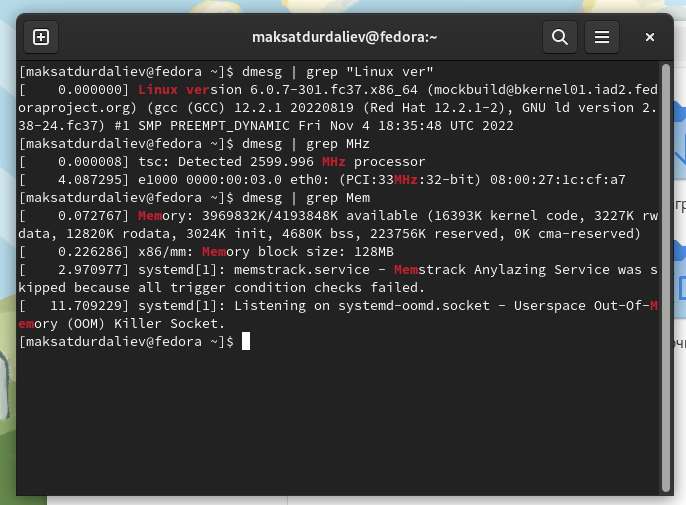 maksatdurdaliev@fedora:~
[maksatdurdaliev@fedora ~]$ dmesg | grep "Linux ver"
[    0.000000] Linux version 6.0.7-301.fc37.x86_64 (mockbuild@bkernel01.iad2.fed
oraproject.org) (gcc (GCC) 12.2.1 20220819 (Red Hat 12.2.1-2), GNU ld version 2.
38-24.fc37) #1 SMP PREEMPT_DYNAMIC Fri Nov 4 18:35:48 UTC 2022
[maksatdurdaliev@fedora ~]$ dmesg | grep MHz
[    0.000008] tsc: Detected 2599.996 MHz processor
[    4.087295] e1000 0000:00:03.0 eth0: (PCI:33MHz:32-bit) 08:00:27:1c:cf:a7
[maksatdurdaliev@fedora ~]$ dmesg | grep Mem
[    0.072767] Memory: 3969832K/4193848K available (16393K kernel code, 3227K rw
data, 12820K rodata, 3024K init, 4680K bss, 223756K reserved, 0K cma-reserved)
[    0.226286] x86/mm: Memory block size: 128MB
[    2.970977] systemd[1]: memstrack.service - Memstrack Anylazing Service was s
kipped because all trigger condition checks failed.
[   11.709229] systemd[1]: Listening on systemd-oomd.socket - Userspace Out-Of-M
emory (OOM) Killer Socket.
[maksatdurdaliev@fedora ~]$